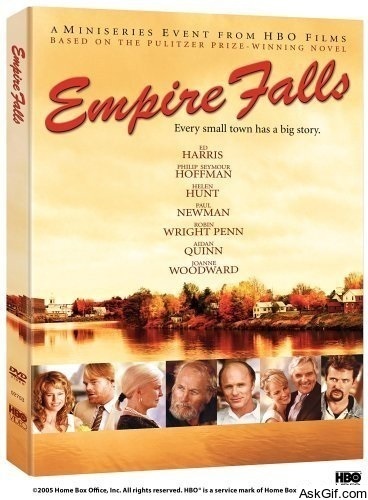 A MINISERIES EVENT FROM HBO FILMS
BASED ON THE PULITZER PRIZE-WINNING NOVEL
Empire Falls
Every small town has a big story.
ED
HARRIS
PHILIP SEYMOUR
HOFFMAN
HELEN
HUNT
PAUL
NEWMAN
ROBIN
WRIGHT PENN
AIDAN
QUINN
JOANNE
WOODWARD
Empire Falls
DVD
HBO
©2005 Home Box Office, Inc. All rights reserved. HBO® is a service mark of Home Box
HBO
AskGif.com